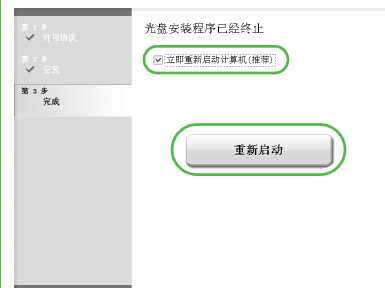 第 1 步
许可协议
第 2 步
安装
第 3 步
完成
光盘安装程序已经终止
立即重新启动计算机(推荐)
重新启动